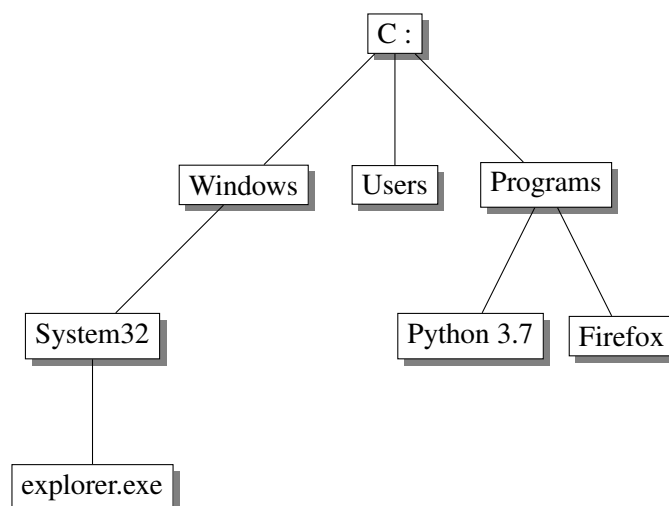 C :
Windows
Users
Programs
System32
Python 3.7
Firefox
explorer.exe